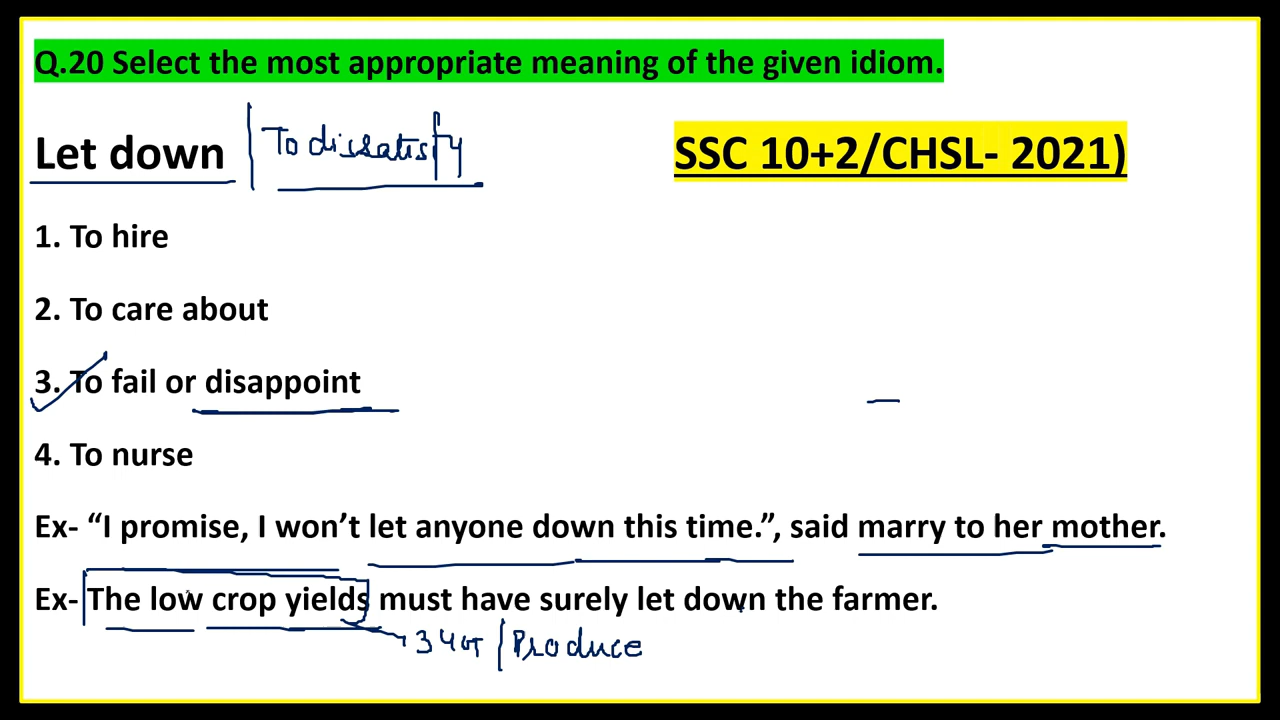 Q.20 Select the most appropriate meaning of the given idiom.
Let down To dissatisfy SSC 10+2/CHSL- 2021)
1. To hire
2. To care about
3. To fail or disappoint
4. To nurse
Ex- “I promise, I won’t let anyone down this time.”, said marry to her mother.
Ex- The low crop yields must have surely let down the farmer.
Produce